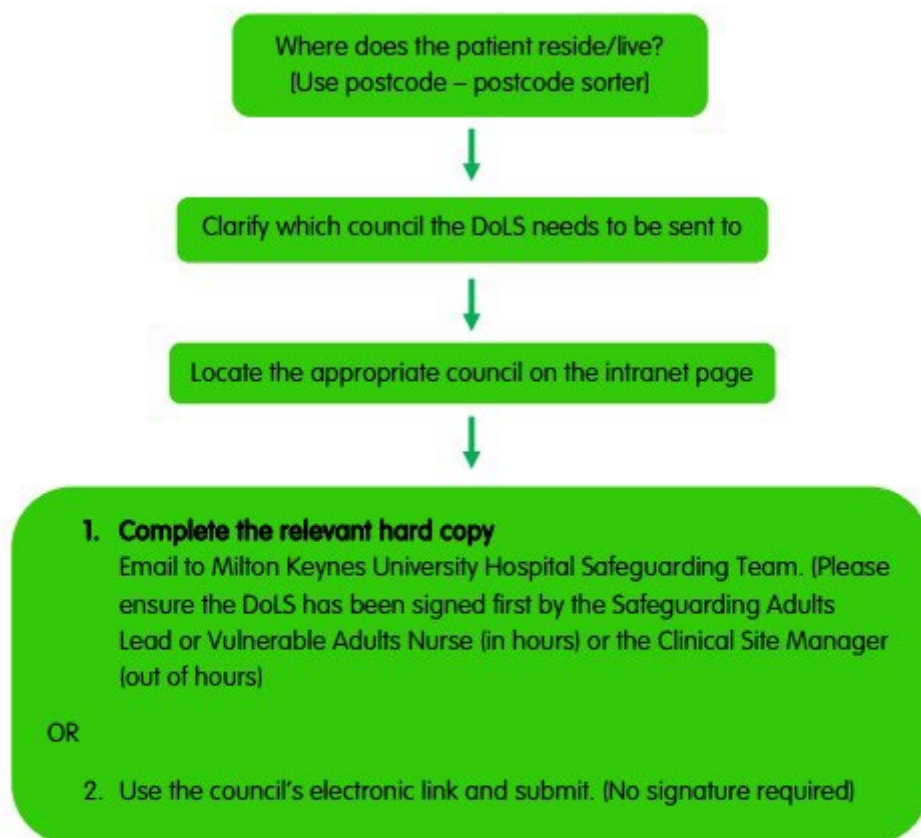 Where does the patient reside/live?
[Use postcode – postcode sorter]
Clarify which council the DoLS needs to be sent to
Locate the appropriate council on the intranet page
1. Complete the relevant hard copy
Email to Milton Keynes University Hospital Safeguarding Team. (Please
ensure the DoLS has been signed first by the Safeguarding Adults
Lead or Vulnerable Adults Nurse (in hours) or the Clinical Site Manager
(out of hours)
OR
2. Use the council’s electronic link and submit. (No signature required)